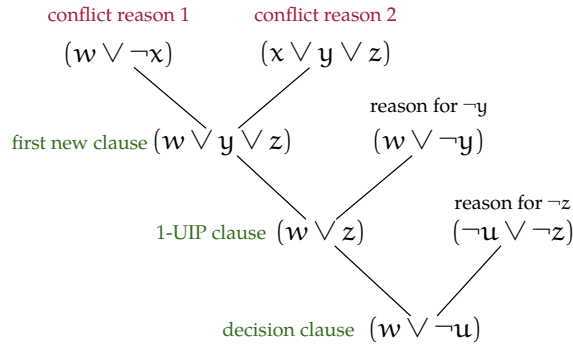 conflict reason 1 conflict reason 2
(w ∨ ¬x) (x ∨ y ∨ z)
reason for ¬y
first new clause (w ∨ y ∨ z) (w ∨ ¬y)
reason for ¬z
1-UIP clause (w ∨ z) (¬u ∨ ¬z)
decision clause (w ∨ ¬u)